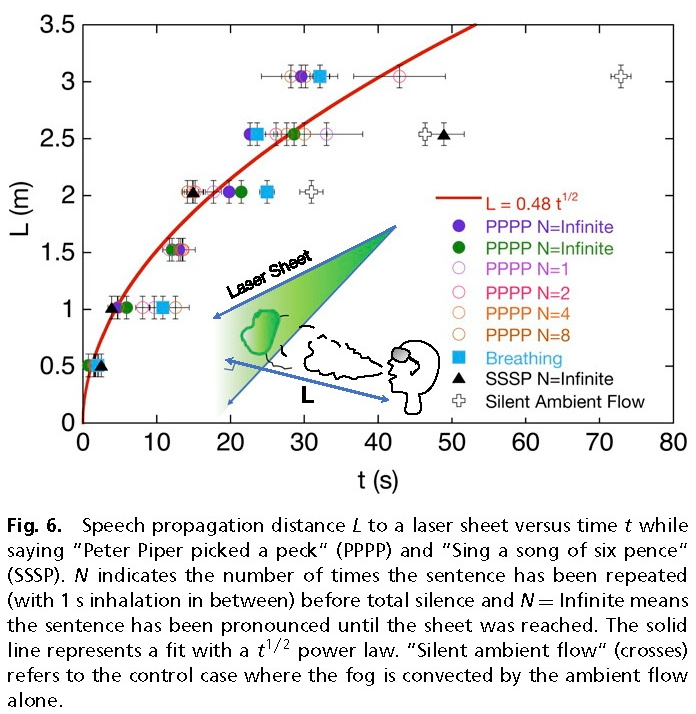 3.5
3
2.5
2
1.5
1
0.5
0
L (m)
0
10
20
30
40
50
60
70
80
t (s)
Laser Sheet
L
L = 0.48 t^1/2
PPPP N=Infinite
PPPP N=Infinite
PPPP N=1
PPPP N=2
PPPP N=4
PPPP N=8
Breathing
SSSP N=Infinite
Silent Ambient Flow
Fig. 6. Speech propagation distance L to a laser sheet versus time t while
saying "Peter Piper picked a peck" (PPPP) and "Sing a song of six pence"
(SSSP). N indicates the number of times the sentence has been repeated
(with 1 s inhalation in between) before total silence and N = Infinite means
the sentence has been pronounced until the sheet was reached. The solid
line represents a fit with a t^1/2 power law. "Silent ambient flow" (crosses)
refers to the control case where the fog is convected by the ambient flow
alone.